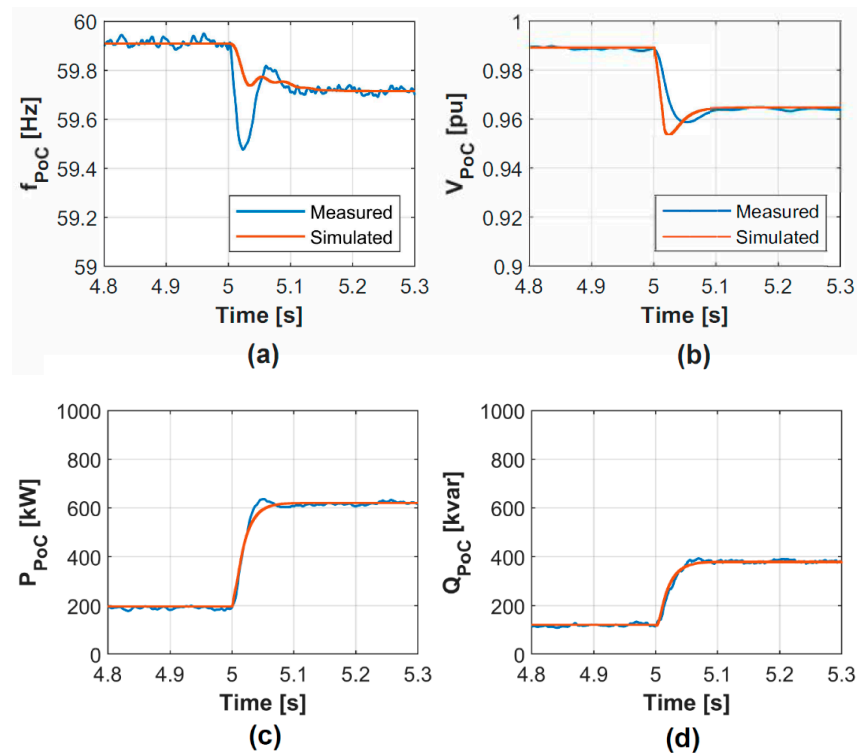 60
59.8
59.6
59.4
59.2
59
f_PoC [Hz]
Measured
Simulated
4.8 4.9 5 5.1 5.2 5.3
Time [s]
(a)
1
0.98
0.96
0.94
0.92
0.9
V_PoC [pu]
Measured
Simulated
4.8 4.9 5 5.1 5.2 5.3
Time [s]
(b)
1000
800
600
400
200
0
P_PoC [kW]
4.8 4.9 5 5.1 5.2 5.3
Time [s]
(c)
1000
800
600
400
200
0
Q_PoC [kvar]
4.8 4.9 5 5.1 5.2 5.3
Time [s]
(d)